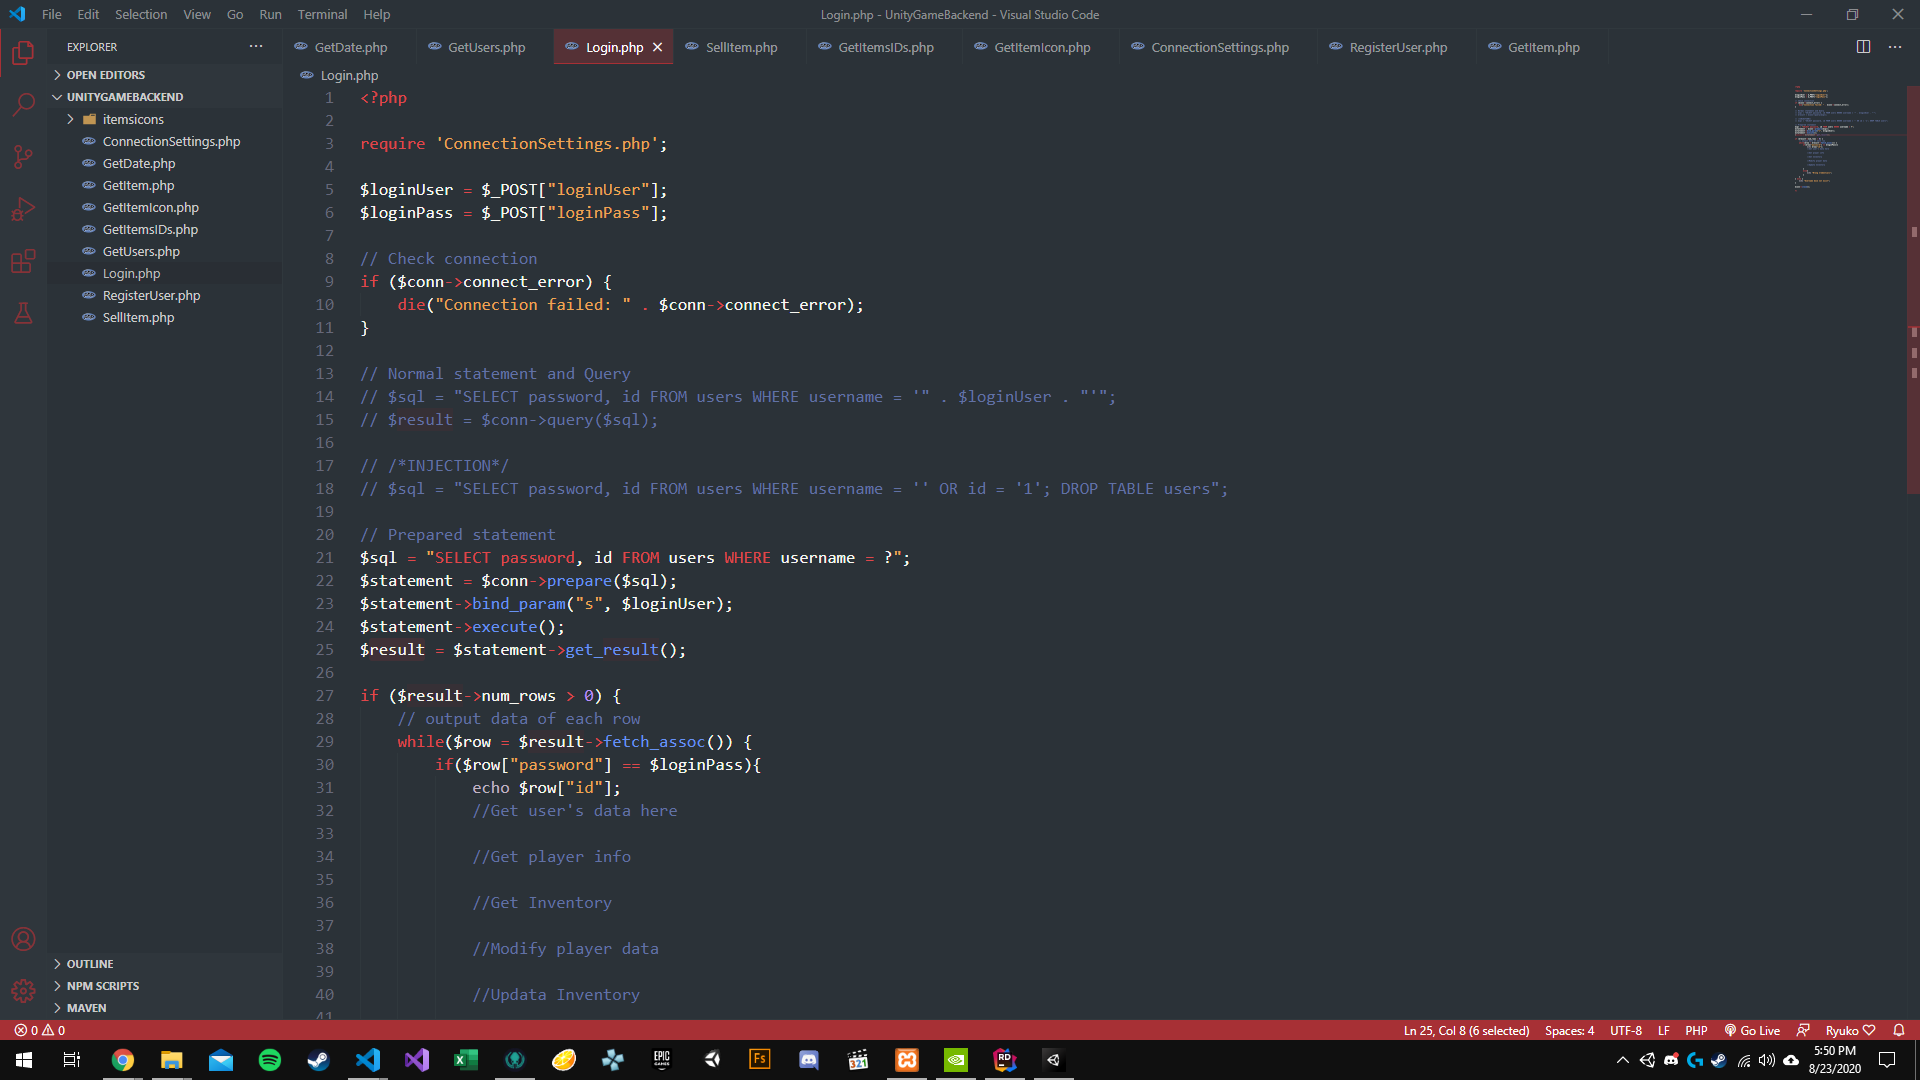 File Edit Selection View Go Run Terminal Help
Login.php - UnityGameBackend - Visual Studio Code
EXPLORER
GetDate.php GetUsers.php Login.php SellItem.php GetItemsIDs.php GetItemIcon.php ConnectionSettings.php RegisterUser.php GetItem.php
OPEN EDITORS
UNITYGAMEBACKEND
itemsicons
ConnectionSettings.php
GetDate.php
GetItem.php
GetItemIcon.php
GetItemsIDs.php
GetUsers.php
Login.php
RegisterUser.php
SellItem.php
OUTLINE
NPM SCRIPTS
MAVEN
Login.php
1 <?php
2
3 require 'ConnectionSettings.php';
4
5 $loginUser = $_POST["loginUser"];
6 $loginPass = $_POST["loginPass"];
7
8 // Check connection
9 if ($conn->connect_error) {
10 die("Connection failed: " . $conn->connect_error);
11 }
12
13 // Normal statement and Query
14 // $sql = "SELECT password, id FROM users WHERE username = '" . $loginUser . "'";
15 // $result = $conn->query($sql);
16
17 // /*INJECTION*/
18 // $sql = "SELECT password, id FROM users WHERE username = '' OR id = '1'; DROP TABLE users";
19
20 // Prepared statement
21 $sql = "SELECT password, id FROM users WHERE username = ?";
22 $statement = $conn->prepare($sql);
23 $statement->bind_param("s", $loginUser);
24 $statement->execute();
25 $result = $statement->get_result();
26
27 if ($result->num_rows > 0) {
28 // output data of each row
29 while($row = $result->fetch_assoc()) {
30 if($row["password"] == $loginPass){
31 echo $row["id"];
32 //Get user's data here
33
34 //Get player info
35
36 //Get Inventory
37
38 //Modify player data
39
40 //Updata Inventory
41
0 0
Ln 25, Col 8 (6 selected) Spaces: 4 UTF-8 LF PHP Go Live Ryuko
EPIC GAMES
Fs
321
RD
5:50 PM
8/23/2020